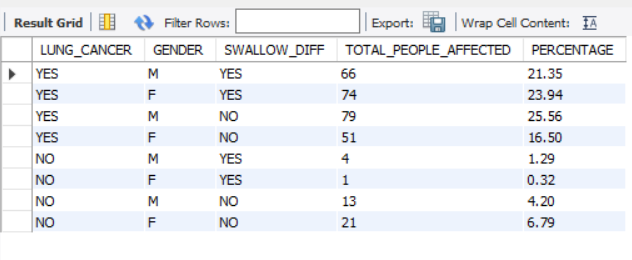 Result Grid Filter Rows: Export: Wrap Cell Content: IA
LUNG_CANCER GENDER SWALLOW_DIFF TOTAL_PEOPLE_AFFECTED PERCENTAGE
YES M YES 66 21.35
YES F YES 74 23.94
YES M NO 79 25.56
YES F NO 51 16.50
NO M YES 4 1.29
NO F YES 1 0.32
NO M NO 13 4.20
NO F NO 21 6.79